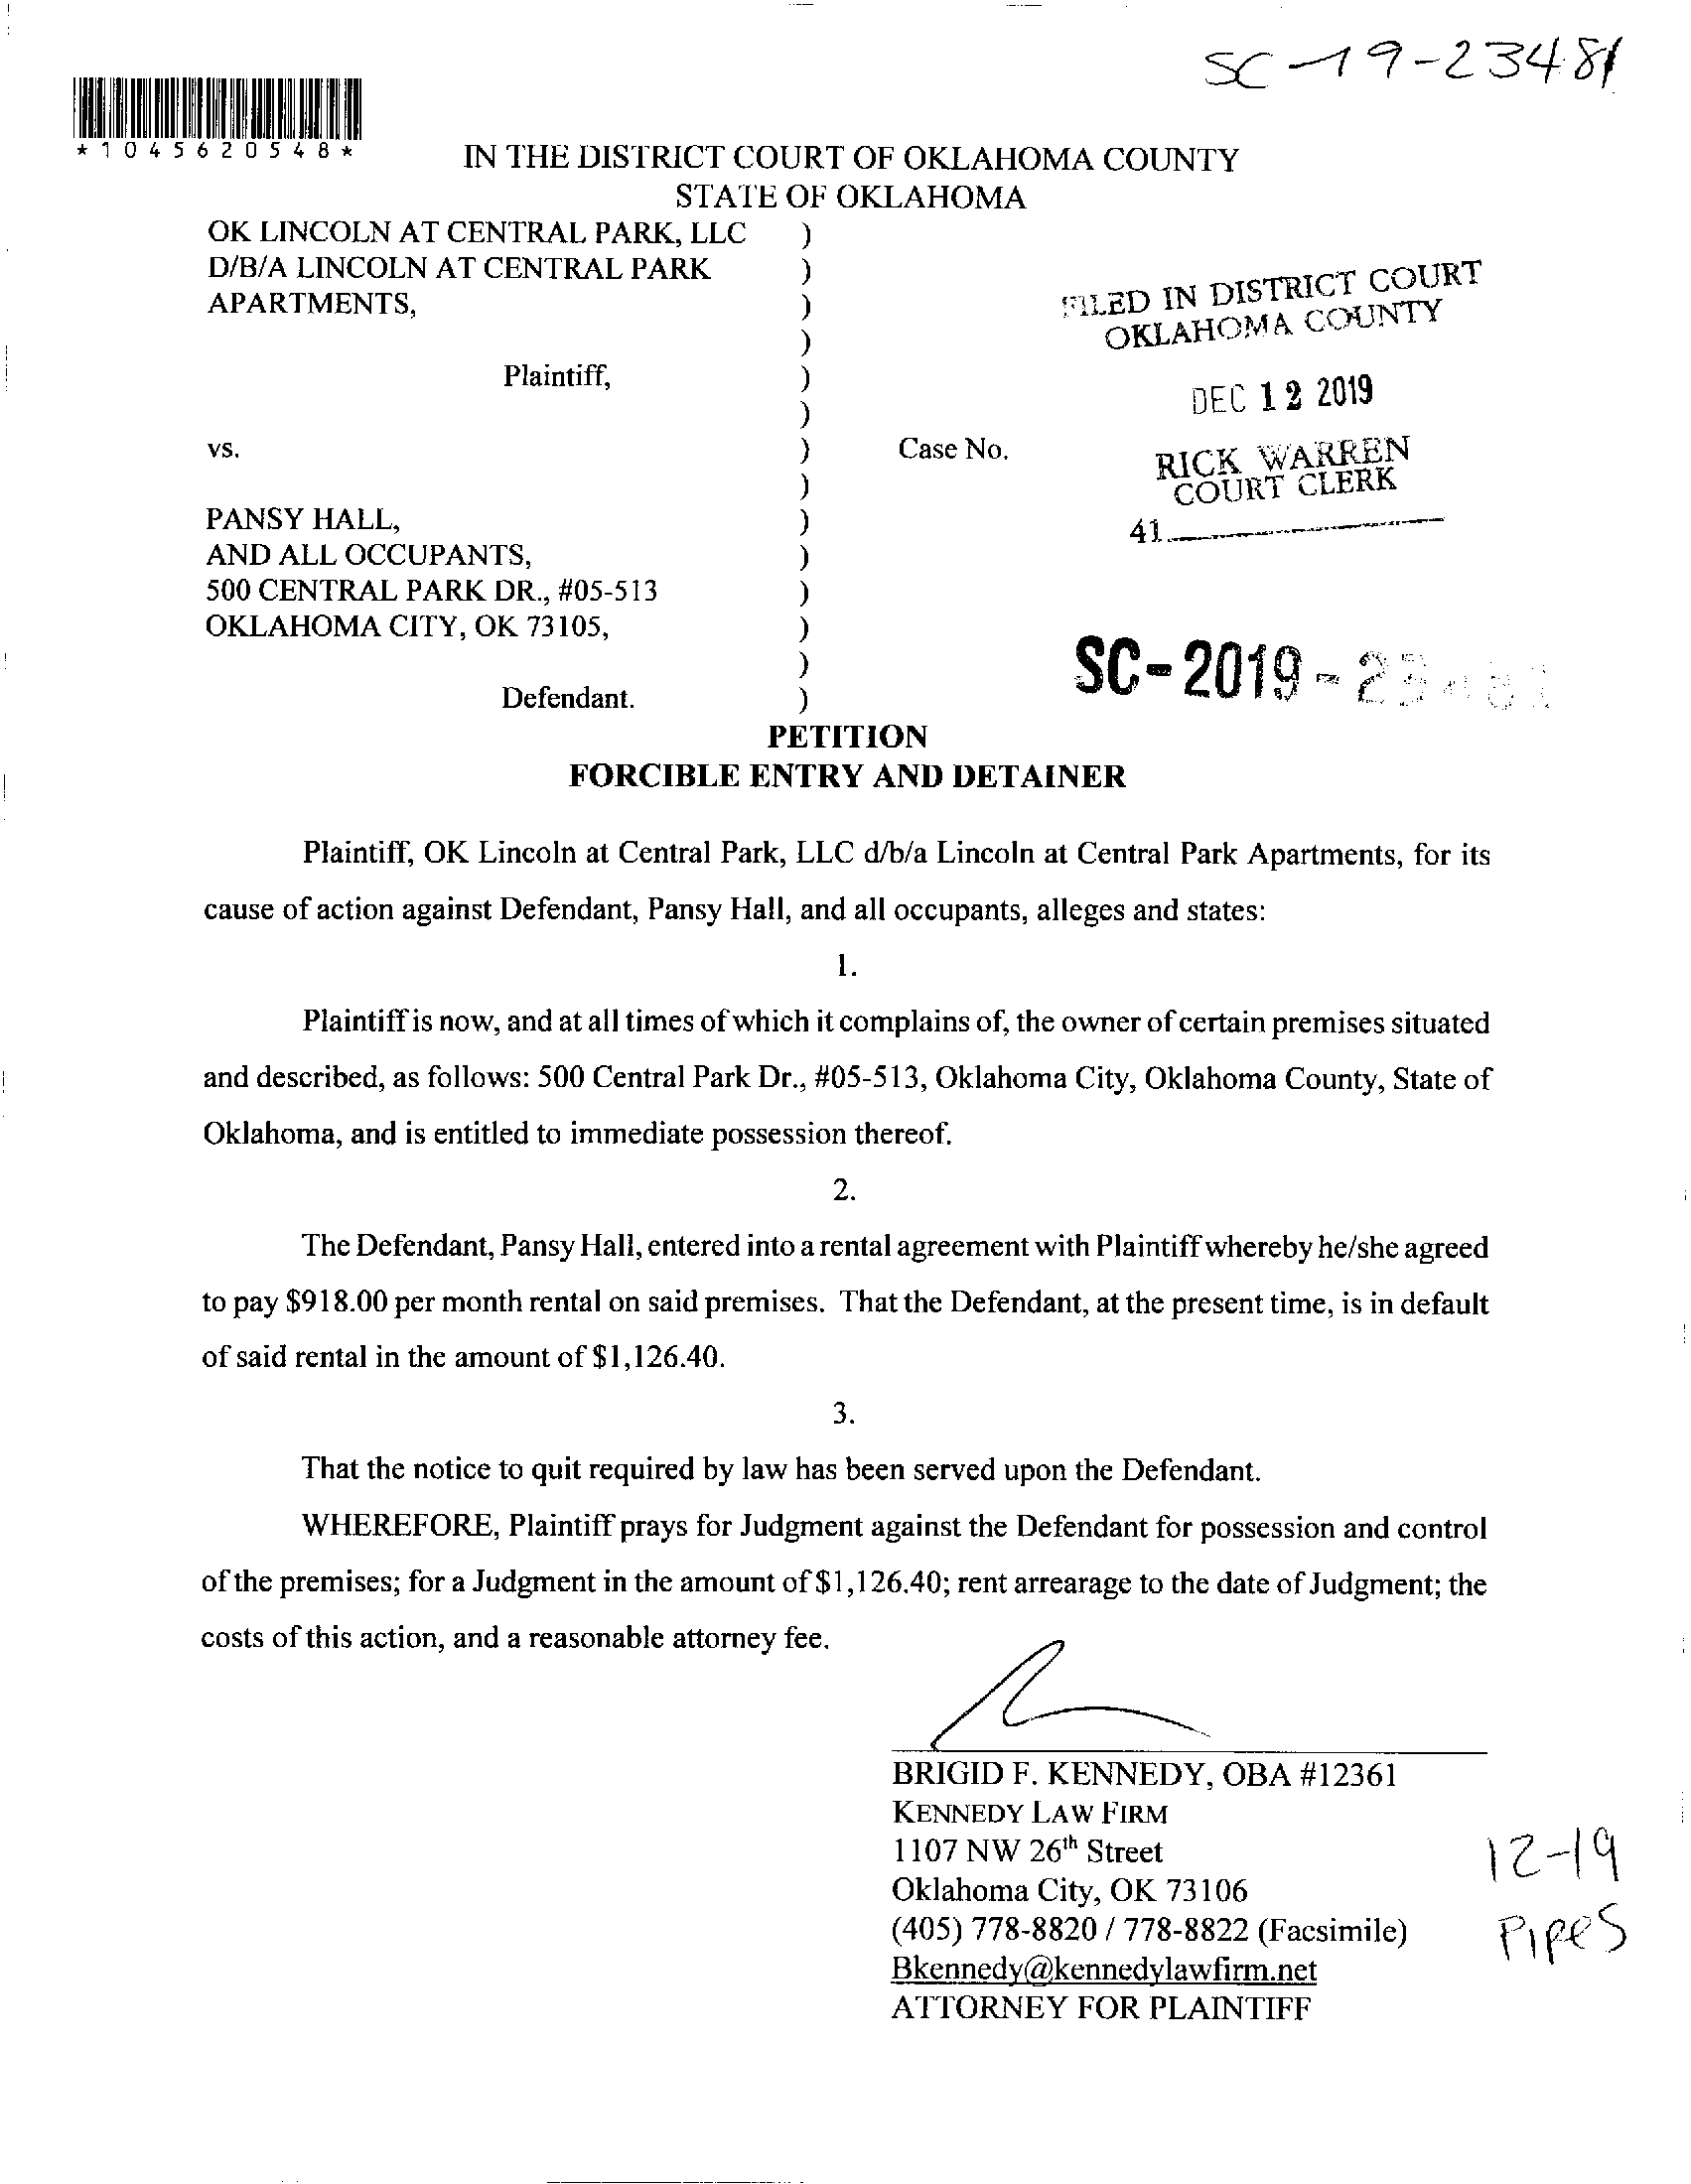 SC-19-23481
*1045620548*
IN THE DISTRICT COURT OF OKLAHOMA COUNTY
STATE OF OKLAHOMA
OK LINCOLN AT CENTRAL PARK, LLC )
D/B/A LINCOLN AT CENTRAL PARK )
APARTMENTS, )
)
Plaintiff, )
)
vs. ) Case No.
)
PANSY HALL, )
AND ALL OCCUPANTS, )
500 CENTRAL PARK DR., #05-513 )
OKLAHOMA CITY, OK 73105, )
)
Defendant. )
FILED IN DISTRICT COURT
OKLAHOMA COUNTY
DEC 12 2019
RICK WARREN
COURT CLERK
41
SC-2019-23481
PETITION
FORCIBLE ENTRY AND DETAINER
Plaintiff, OK Lincoln at Central Park, LLC d/b/a Lincoln at Central Park Apartments, for its
cause of action against Defendant, Pansy Hall, and all occupants, alleges and states:
1.
Plaintiff is now, and at all times of which it complains of, the owner of certain premises situated
and described, as follows: 500 Central Park Dr., #05-513, Oklahoma City, Oklahoma County, State of
Oklahoma, and is entitled to immediate possession thereof.
2.
The Defendant, Pansy Hall, entered into a rental agreement with Plaintiff whereby he/she agreed
to pay $918.00 per month rental on said premises. That the Defendant, at the present time, is in default
of said rental in the amount of $1,126.40.
3.
That the notice to quit required by law has been served upon the Defendant.
WHEREFORE, Plaintiff prays for Judgment against the Defendant for possession and control
of the premises; for a Judgment in the amount of $1,126.40; rent arrearage to the date of Judgment; the
costs of this action, and a reasonable attorney fee.
BRIGID F. KENNEDY, OBA #12361
KENNEDY LAW FIRM
1107 NW 26th Street
Oklahoma City, OK 73106
(405) 778-8820 / 778-8822 (Facsimile)
Bkennedy@kennedylawfirm.net
ATTORNEY FOR PLAINTIFF
12-19
Pipes